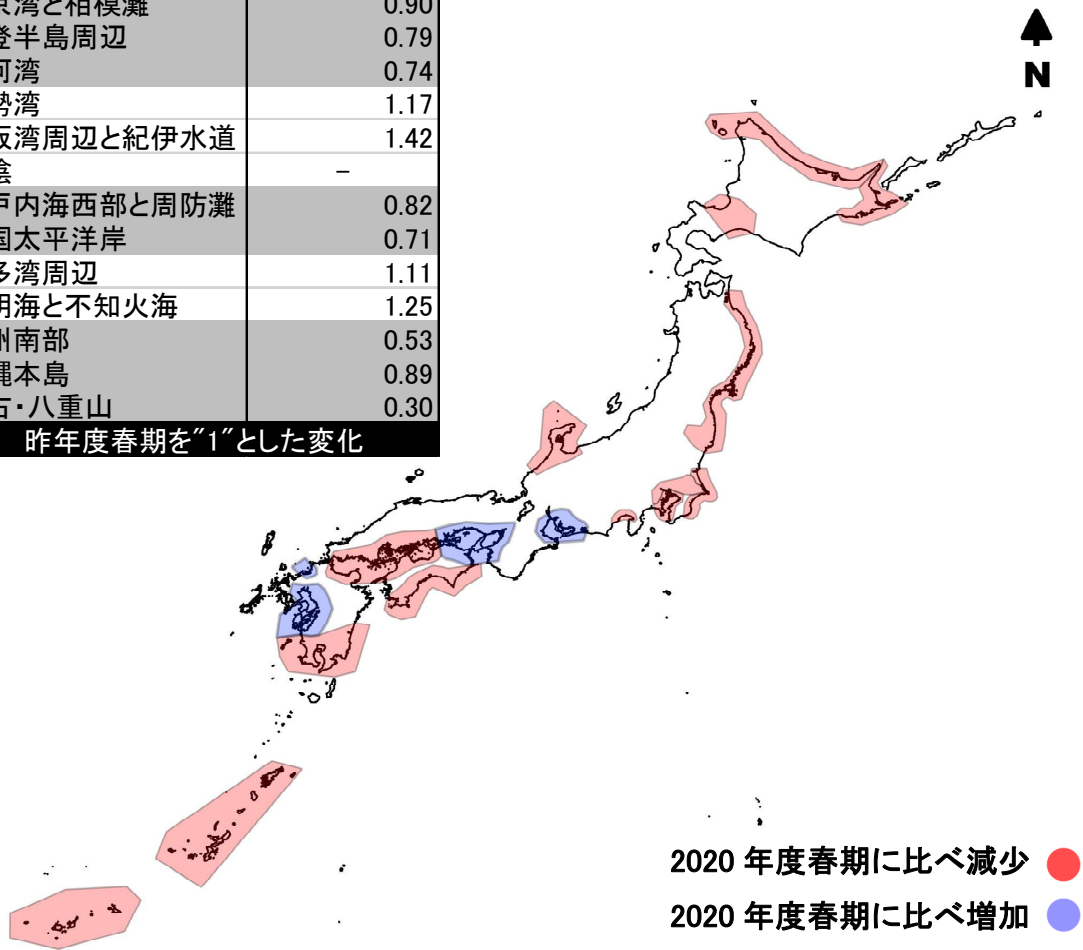 京湾と相模灘 0.90
登半島周辺 0.79
可湾 0.74
勢湾 1.17
阪湾周辺と紀伊水道 1.42
陰 -
戸内海西部と周防灘 0.82
国太平洋岸 0.71
多湾周辺 1.11
明海と不知火海 1.25
州南部 0.53
縄本島 0.89
古・八重山 0.30
昨年度春期を"1"とした変化
N
2020 年度春期に比べ減少
2020 年度春期に比べ増加